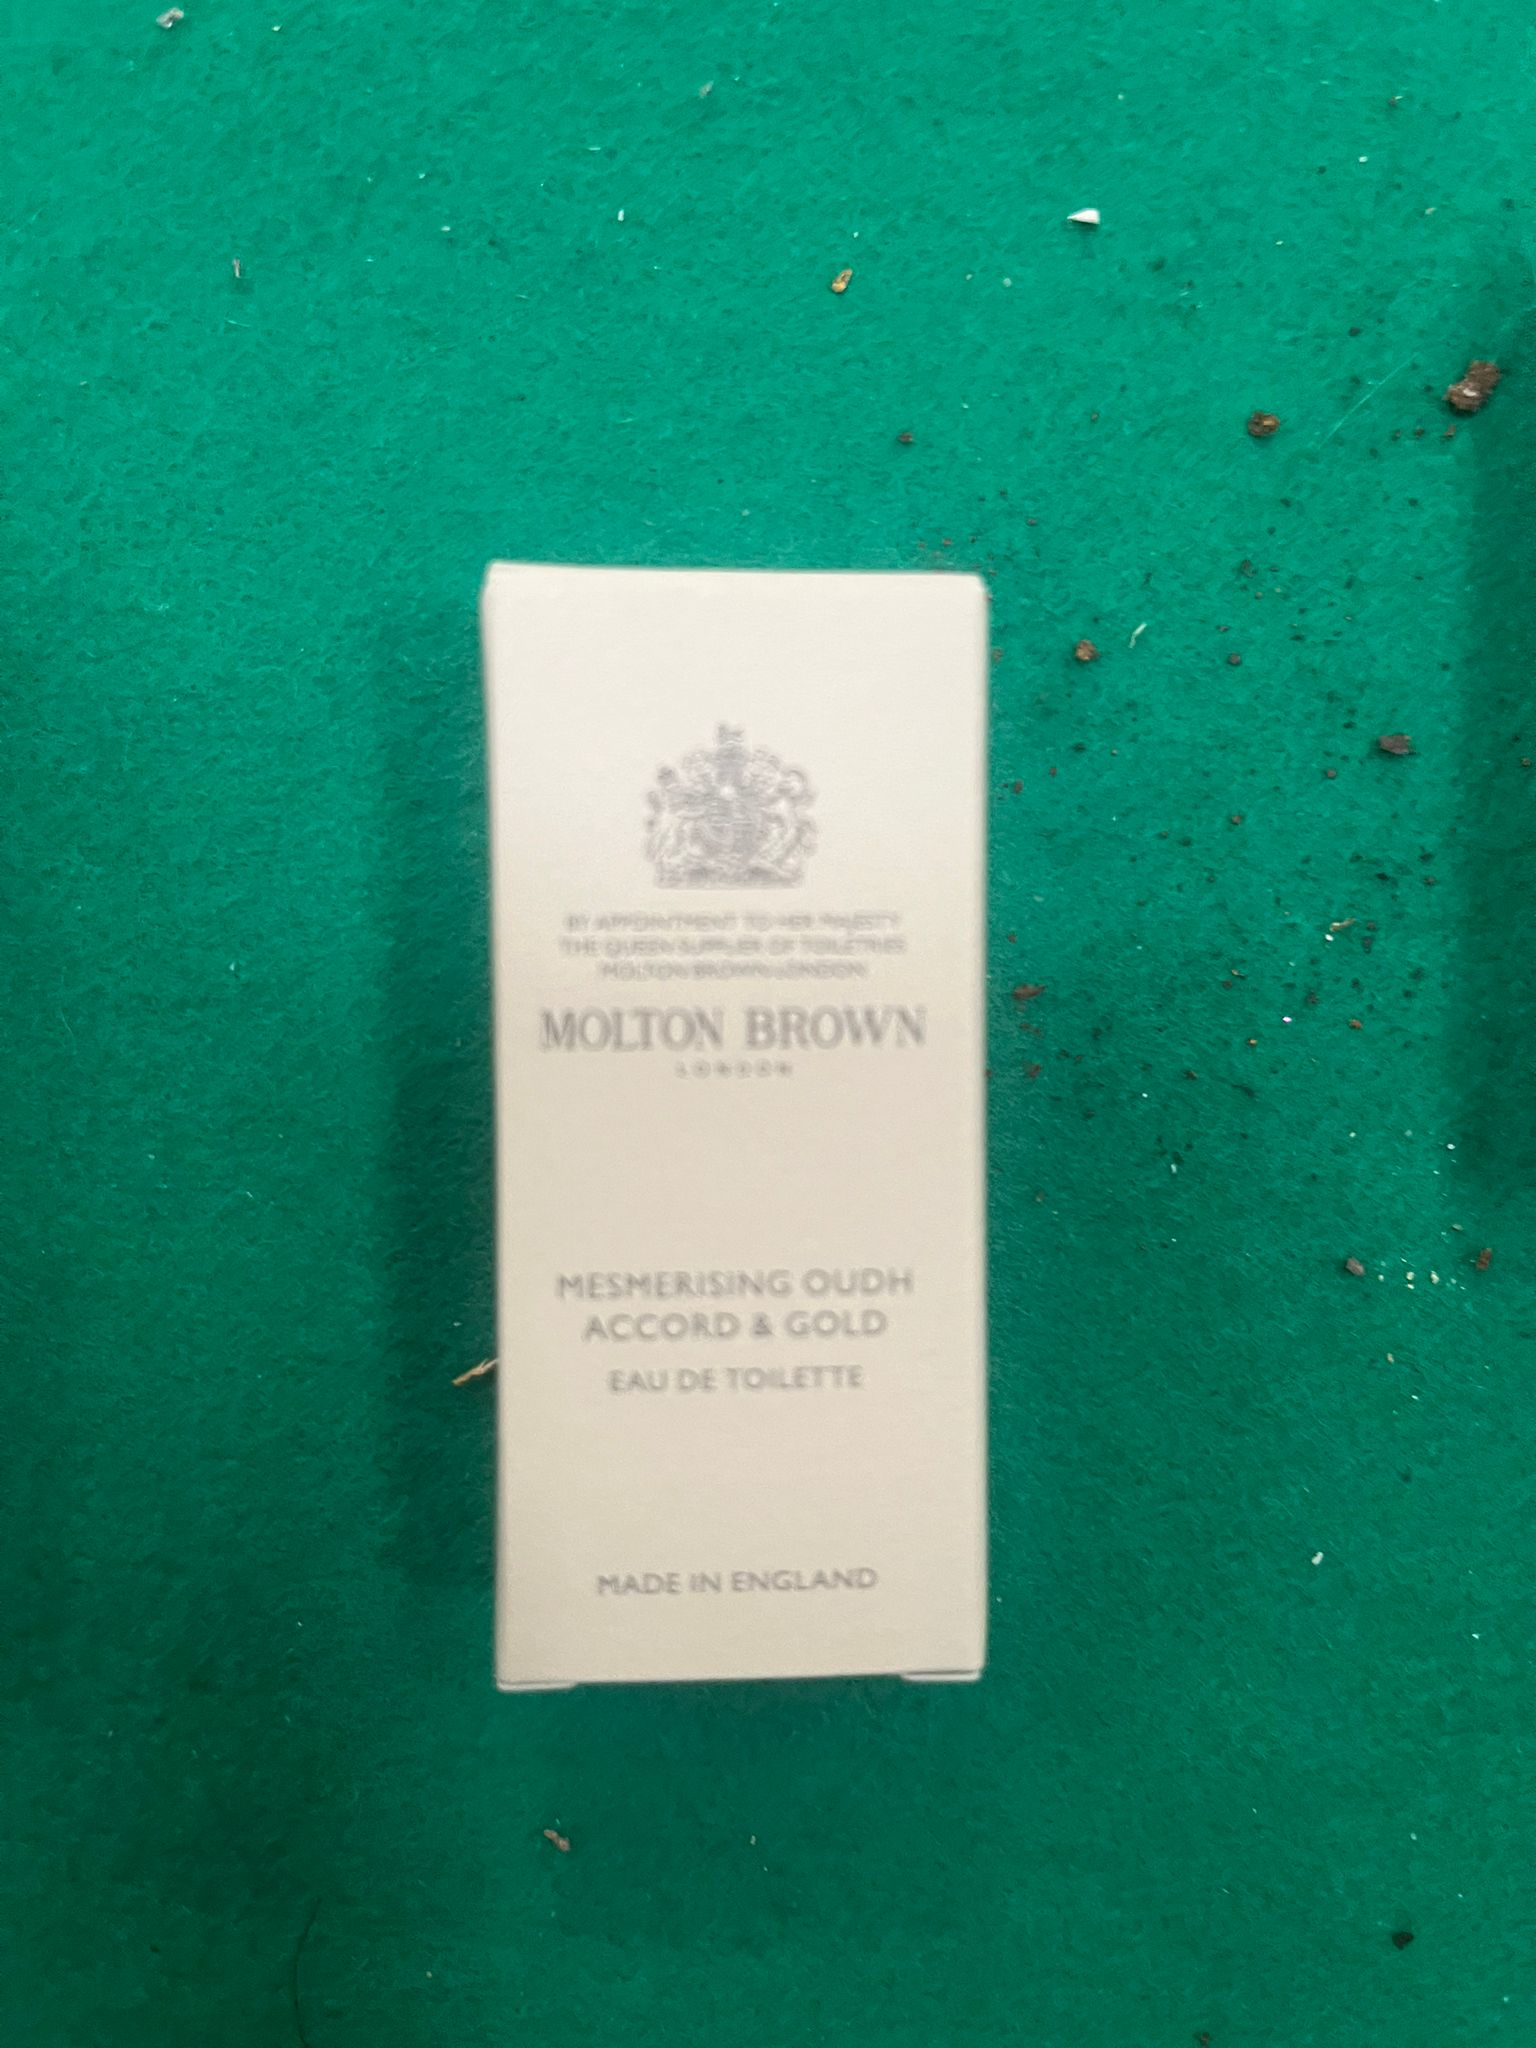 BY APPOINTMENT TO HER MAJESTY
THE QUEEN SUPPLIER OF TOILETRIES
MOLTON BROWN LONDON
MOLTON BROWN
LONDON
MESMERISING OUDH
ACCORD & GOLD
EAU DE TOILETTE
MADE IN ENGLAND